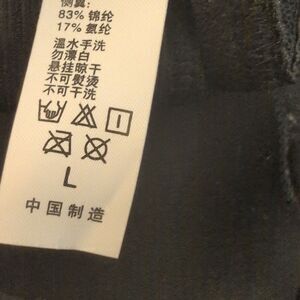 侧翼:
83% 锦纶
17% 氨纶
温水手洗
勿漂白
悬挂晾干
不可熨烫
不可干洗
L
中国制造